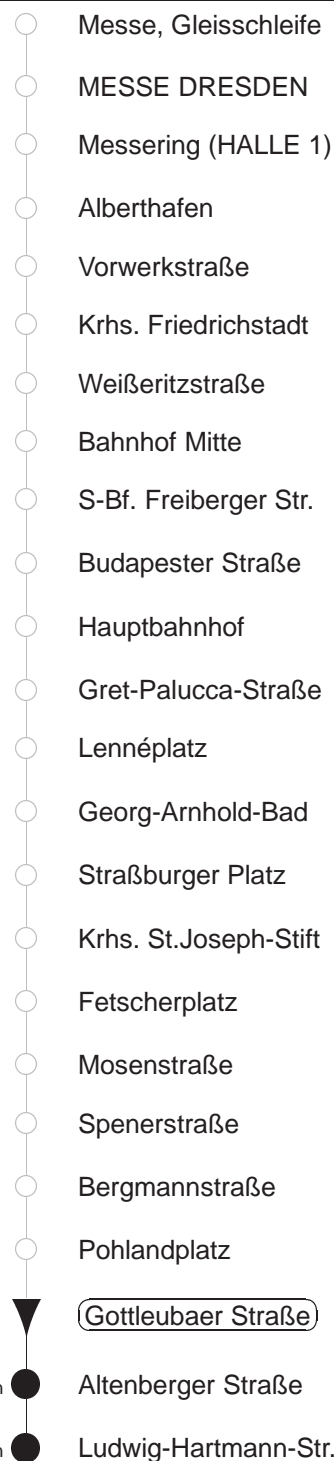 Messe, Gleisschleife
MESSE DRESDEN
Messering (HALLE 1)
Alberthafen
Vorwerkstraße
Krhs. Friedrichstadt
Weißeritzstraße
Bahnhof Mitte
S-Bf. Freiberger Str.
Budapester Straße
Hauptbahnhof
Gret-Palucca-Straße
Lennéplatz
Georg-Arnhold-Bad
Straßburger Platz
Krhs. St.Joseph-Stift
Fetscherplatz
Mosenstraße
Spenerstraße
Bergmannstraße
Pohlandplatz
Gottleubaer Straße
Altenberger Straße
Ludwig-Hartmann-Str.